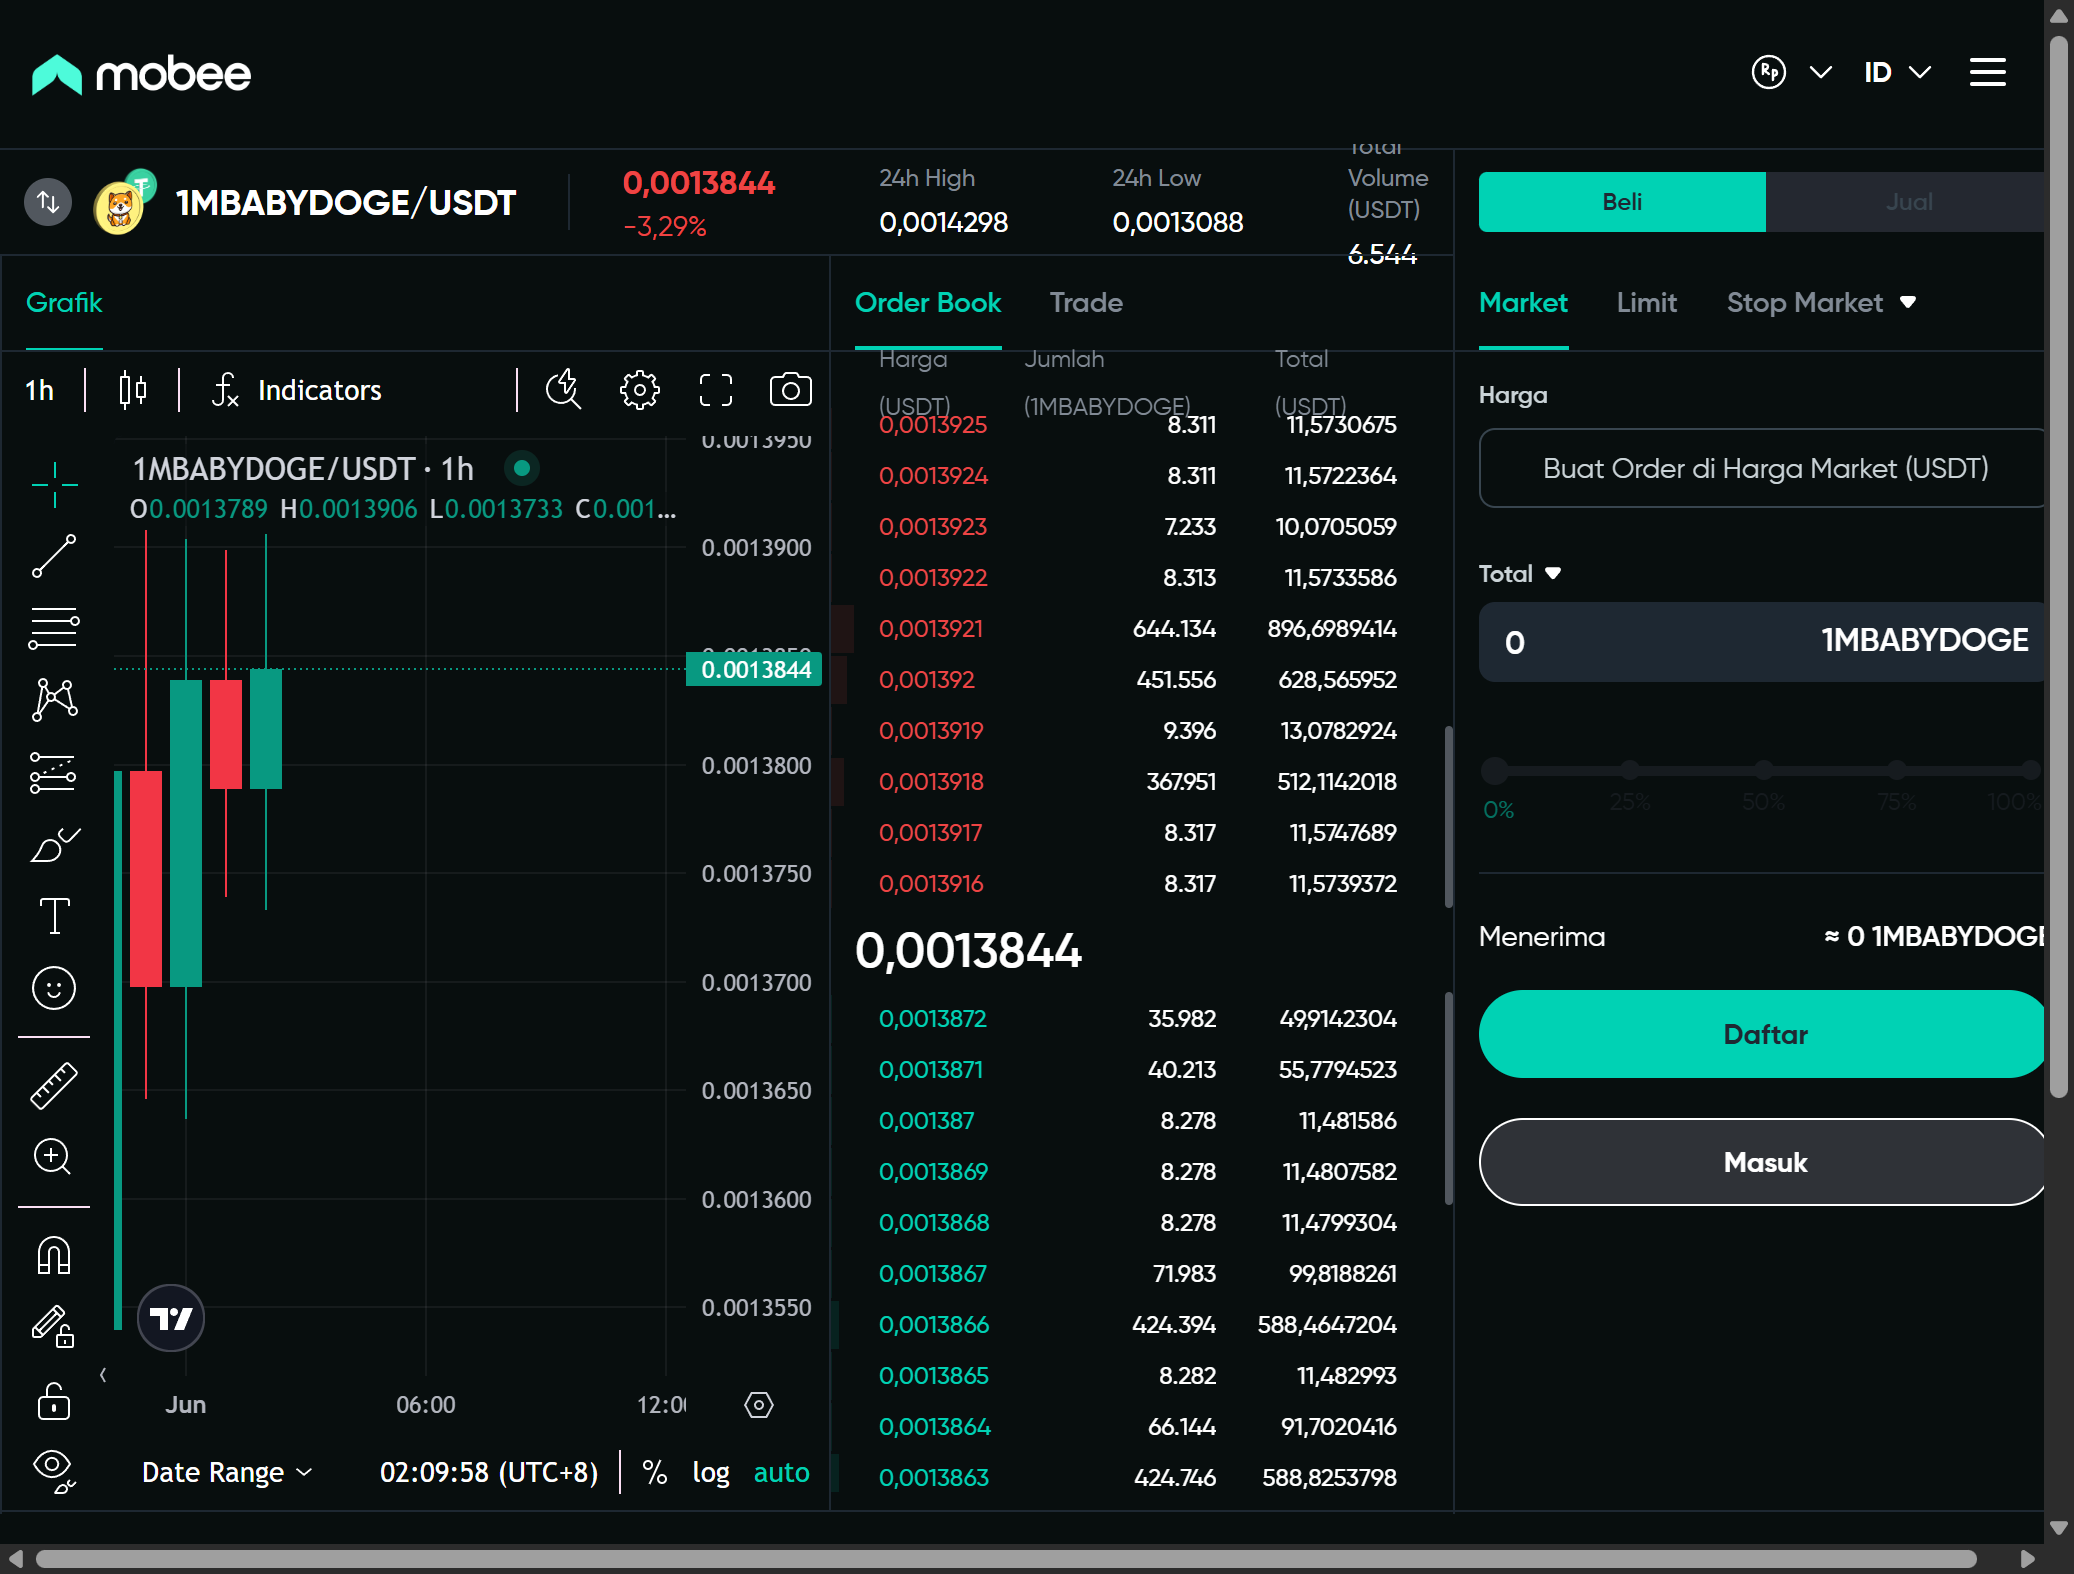 mobee
Rp
ID
1MBABYDOGE/USDT
0,0013844
-3,29%
24h High
0,0014298
24h Low
0,0013088
Total
Volume
(USDT)
6.544
Beli
Jual
Grafik
Order Book
Trade
Market
Limit
Stop Market
1h
Indicators
1MBABYDOGE/USDT · 1h
O0.0013789 H0.0013906 L0.0013733 C0.001...
0.0013950
0.0013900
0.0013844
0.0013800
0.0013750
0.0013700
0.0013650
0.0013600
0.0013550
Jun
06:00
Date Range
02:09:58 (UTC+8)
%
log
auto
Harga
(USDT)
Jumlah
(1MBABYDOGE)
Total
(USDT)
0,0013925 8.311 11,5730675
0,0013924 8.311 11,5722364
0,0013923 7.233 10,0705059
0,0013922 8.313 11,5733586
0,0013921 644.134 896,6989414
0,001392 451.556 628,565952
0,0013919 9.396 13,0782924
0,0013918 367.951 512,1142018
0,0013917 8.317 11,5747689
0,0013916 8.317 11,5739372
0,0013844
0,0013872 35.982 49,9142304
0,0013871 40.213 55,7794523
0,001387 8.278 11,481586
0,0013869 8.278 11,4807582
0,0013868 8.278 11,4799304
0,0013867 71.983 99,8188261
0,0013866 424.394 588,4647204
0,0013865 8.282 11,482993
0,0013864 66.144 91,7020416
0,0013863 424.746 588,8253798
Harga
Buat Order di Harga Market (USDT)
Total
0
1MBABYDOGE
0%
25%
50%
75%
100%
Menerima
≈ 0 1MBABYDOGE
Daftar
Masuk